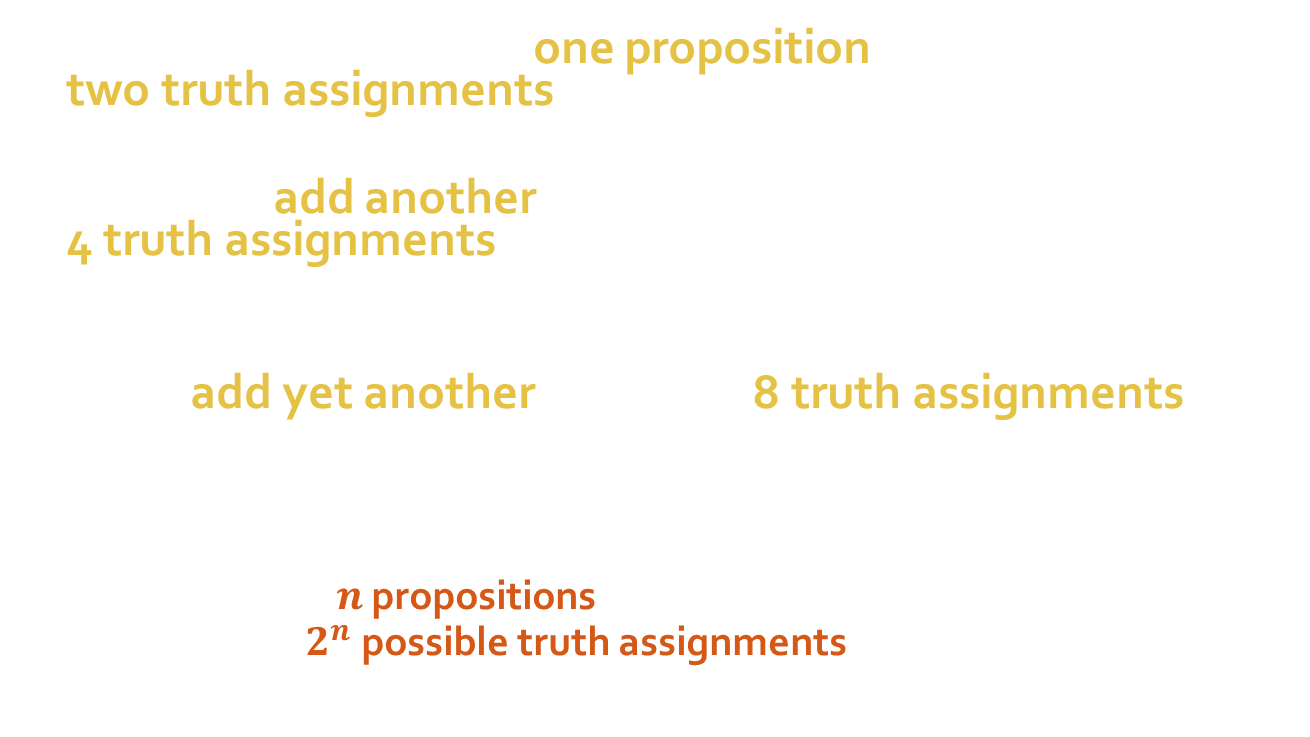 one proposition
two truth assignments
add another
4 truth assignments
add yet another 8 truth assignments
n propositions
2ⁿ possible truth assignments